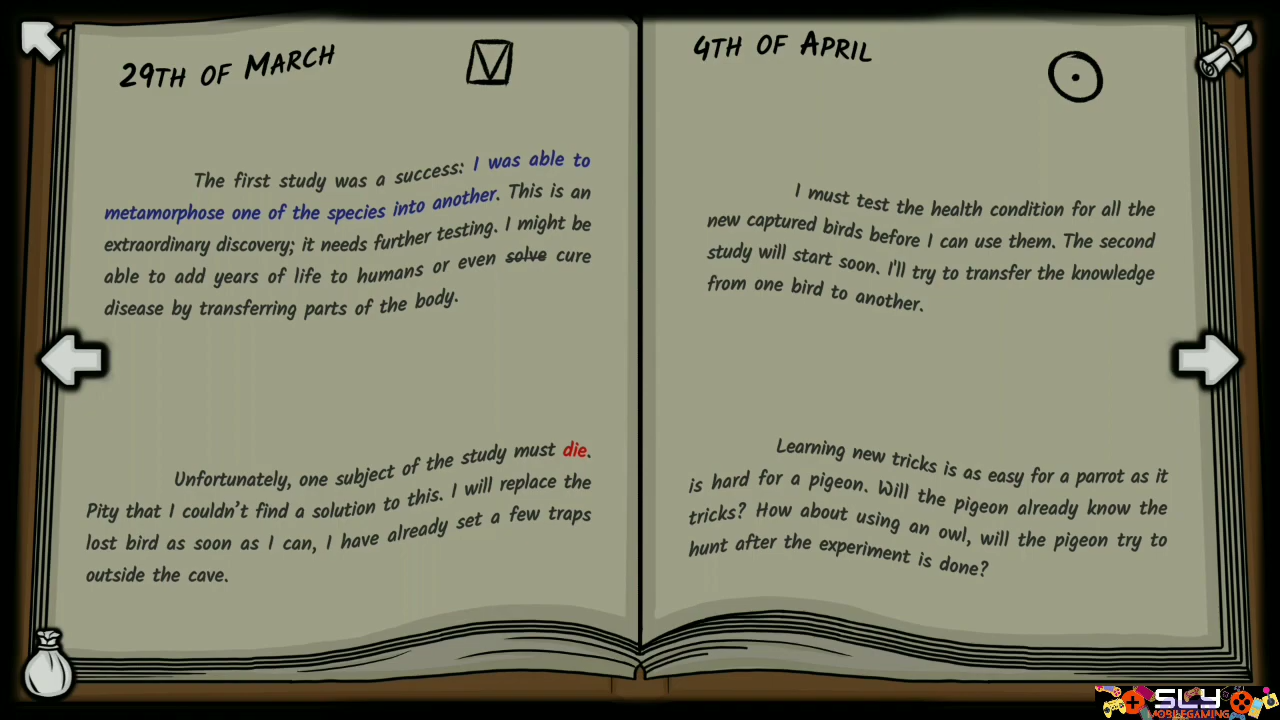 29TH OF MARCH
The first study was a success: I was able to
metamorphose one of the species into another. This is an
extraordinary discovery; it needs further testing. I might be
able to add years of life to humans or even solve cure
disease by transferring parts of the body.
Unfortunately, one subject of the study must die.
Pity that I couldn't find a solution to this. I will replace the
lost bird as soon as I can, I have already set a few traps
outside the cave.
4TH OF APRIL
I must test the health condition for all the
new captured birds before I can use them. The second
study will start soon. I'll try to transfer the knowledge
from one bird to another.
Learning new tricks is as easy for a parrot as it
is hard for a pigeon. Will the pigeon already know the
tricks? How about using an owl, will the pigeon try to
hunt after the experiment is done?
SLY
MOBILEGAMING